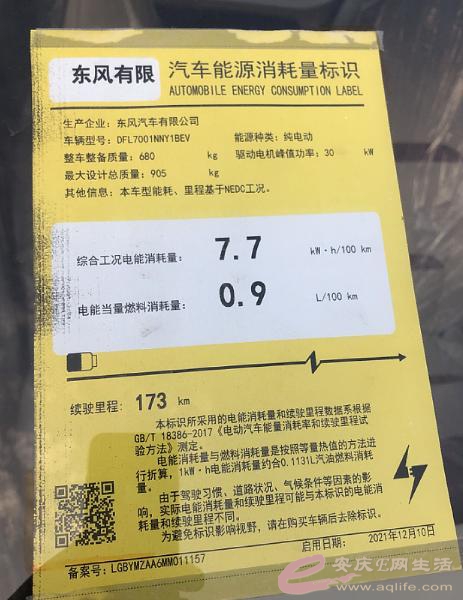 东风有限
汽车能源消耗量标识
AUTOMOBILE ENERGY CONSUMPTION LABEL
生产企业：东风汽车有限公司
车辆型号：DFL7001NNY1BEV 能源种类：纯电动
整车整备质量：680 kg 驱动电机峰值功率：30 kW
最大设计总质量：905 kg
其他信息：本车型能耗、里程基于NEDC工况。
综合工况电能消耗量：7.7 kW·h/100 km
电能当量燃料消耗量：0.9 L/100 km
续驶里程：173 km
本标识所采用的电能消耗量和续驶里程数据系根据
GB/T 18386-2017《电动汽车能量消耗率和续驶里程试
验方法》测定。
电能消耗量与燃料消耗量是按照等量热值的方法进
行折算，1kW·h电能消耗量约合0.1131L汽油燃料消耗
量。
由于驾驶习惯、道路状况、气候条件等因素的影
响，实际电能消耗量和续驶里程可能与本标识的电能消
耗量和续驶里程不同。
为避免标识影响视野，请在购买车辆后去除标识。
启用日期：2021年12月10日
备案号：LGBYMZAA6MM011157
安庆E网生活
www.aqlife.com